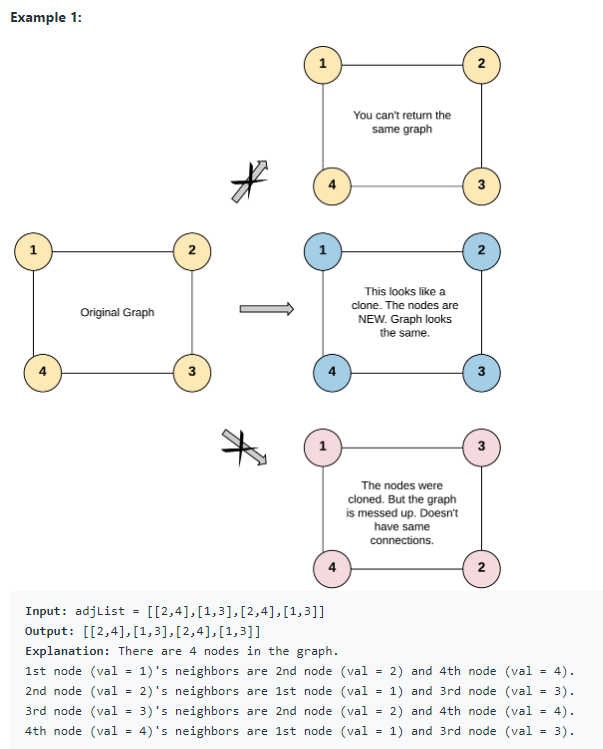 Example 1:
1
2
You can't return the
same graph
4
3
1
2
Original Graph
4
3
1
2
This looks like a
clone. The nodes are
NEW. Graph looks
the same.
4
3
1
3
The nodes were
cloned. But the graph
is messed up. Doesn't
have same
connections.
4
2
Input: adjList = [[2,4],[1,3],[2,4],[1,3]]
Output: [[2,4],[1,3],[2,4],[1,3]]
Explanation: There are 4 nodes in the graph.
1st node (val = 1)'s neighbors are 2nd node (val = 2) and 4th node (val = 4).
2nd node (val = 2)'s neighbors are 1st node (val = 1) and 3rd node (val = 3).
3rd node (val = 3)'s neighbors are 2nd node (val = 2) and 4th node (val = 4).
4th node (val = 4)'s neighbors are 1st node (val = 1) and 3rd node (val = 3).